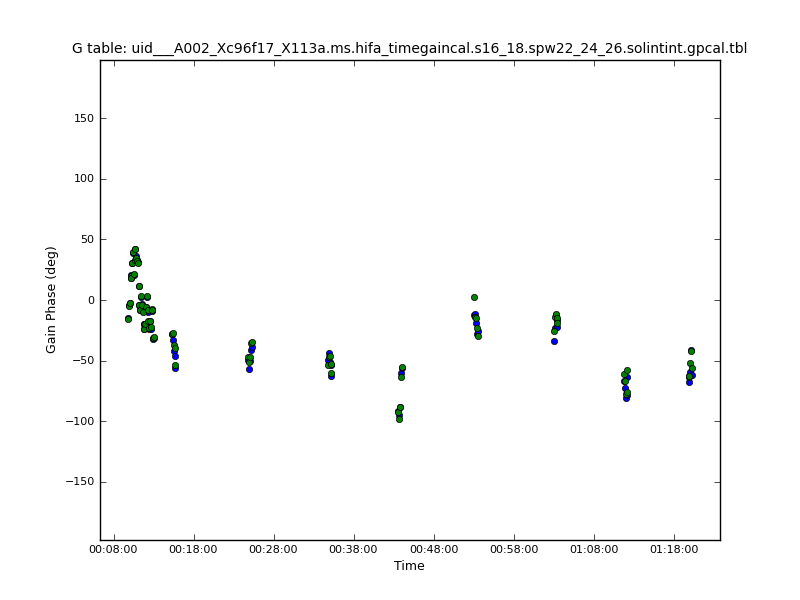 G table: uid___A002_Xc96f17_X113a.ms.hifa_timegaincal.s16_18.spw22_24_26.solintint.gpcal.tbl
150
100
50
0
−50
−100
−150
Gain Phase (deg)
00:08:00 00:18:00 00:28:00 00:38:00 00:48:00 00:58:00 01:08:00 01:18:00
Time